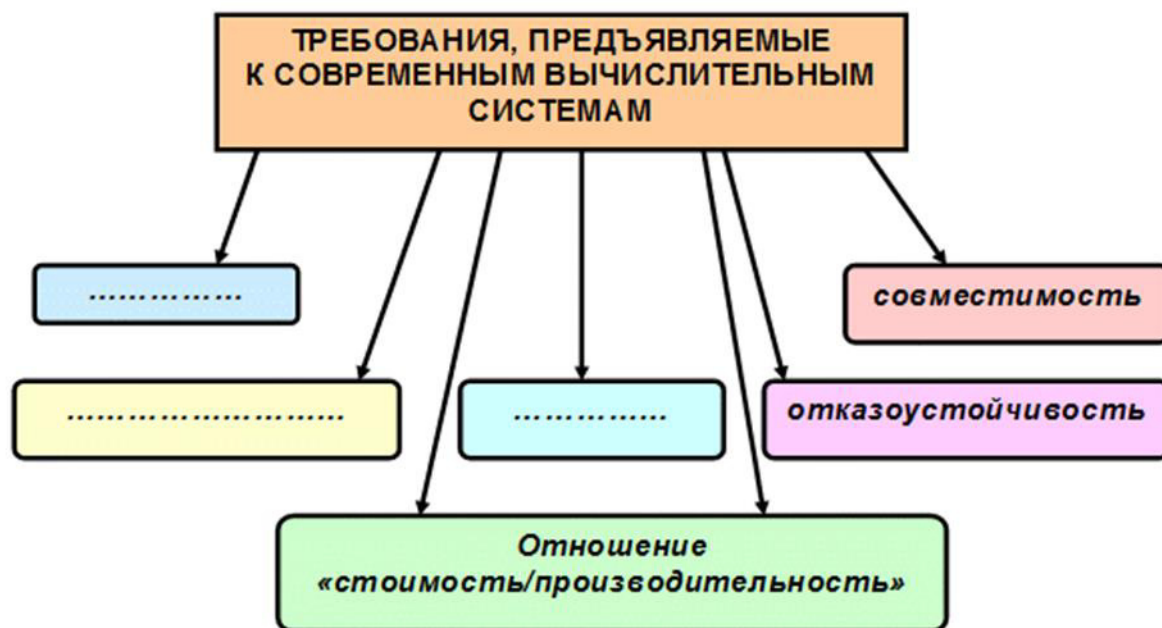 ТРЕБОВАНИЯ, ПРЕДЪЯВЛЯЕМЫЕ
К СОВРЕМЕННЫМ ВЫЧИСЛИТЕЛЬНЫМ
СИСТЕМАМ
……………
совместимость
………………………
……………
отказоустойчивость
Отношение
«стоимость/производительность»